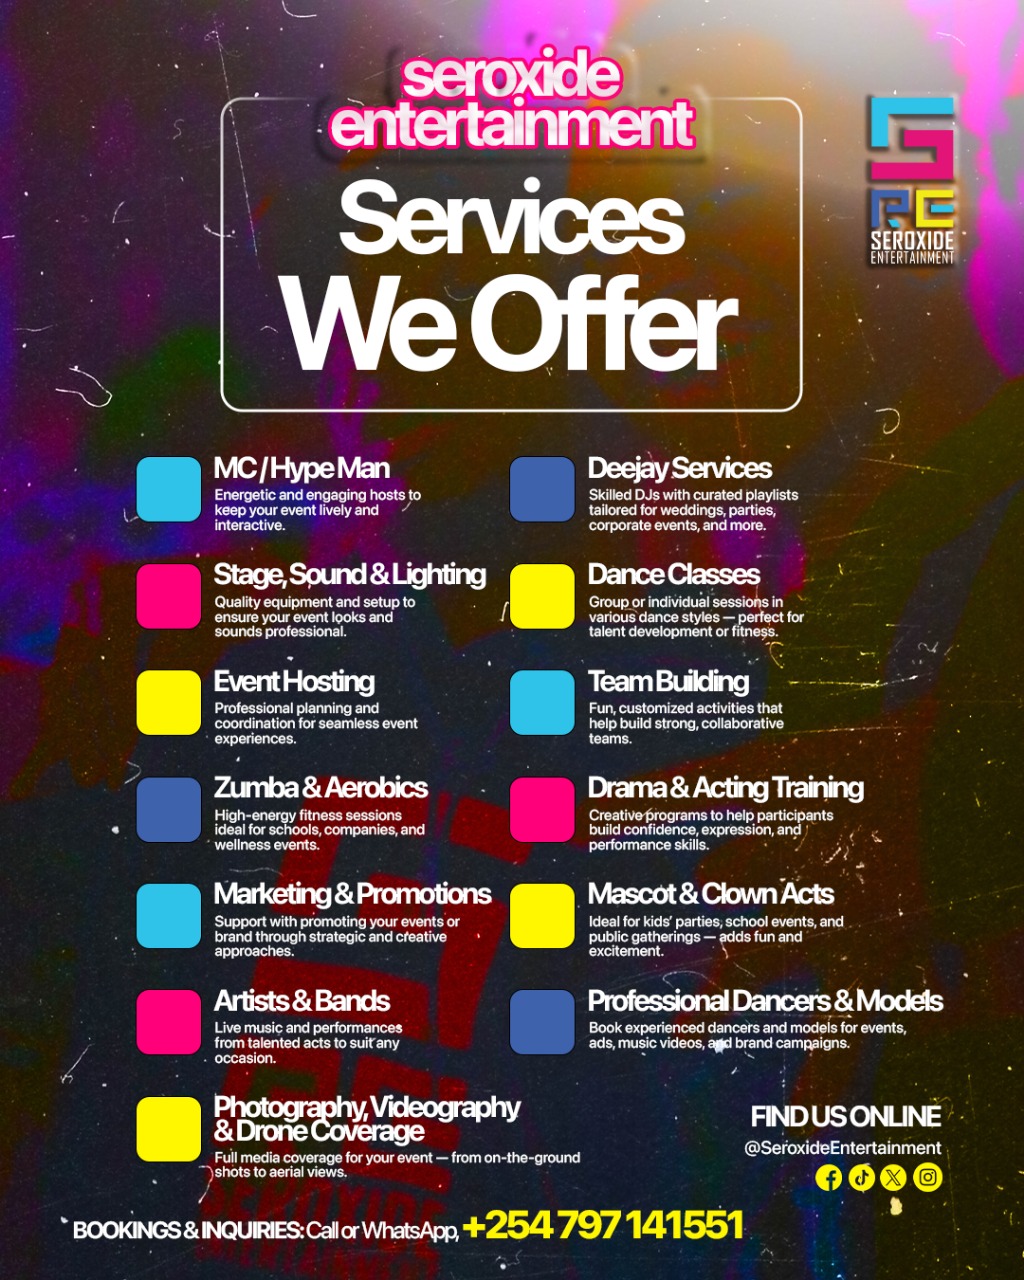 seroxide
entertainment
Services
We Offer
SEROXIDE
ENTERTAINMENT
MC / Hype Man
Energetic and engaging hosts to
keep your event lively and
interactive.
Deejay Services
Skilled DJs with curated playlists
tailored for weddings, parties,
corporate events, and more.
Stage, Sound & Lighting
Quality equipment and setup to
ensure your event looks and
sounds professional.
Dance Classes
Group or individual sessions in
various dance styles — perfect for
talent development or fitness.
Event Hosting
Professional planning and
coordination for seamless event
experiences.
Team Building
Fun, customized activities that
help build strong, collaborative
teams.
Zumba & Aerobics
High-energy fitness sessions
ideal for schools, companies, and
wellness events.
Drama & Acting Training
Creative programs to help participants
build confidence, expression, and
performance skills.
Marketing & Promotions
Support with promoting your events or
brand through strategic and creative
approaches.
Mascot & Clown Acts
Ideal for kids’ parties, school events, and
public gatherings — adds fun and
excitement.
Artists & Bands
Live music and performances
from talented acts to suit any
occasion.
Professional Dancers & Models
Book experienced dancers and models for events,
ads, music videos, and brand campaigns.
Photography, Videography
& Drone Coverage
Full media coverage for your event — from on-the-ground
shots to aerial views.
FIND US ONLINE
@SeroxideEntertainment
BOOKINGS & INQUIRIES: Call or WhatsApp, +254 797 141551
SEROXIDE
ENTERTAINMENT